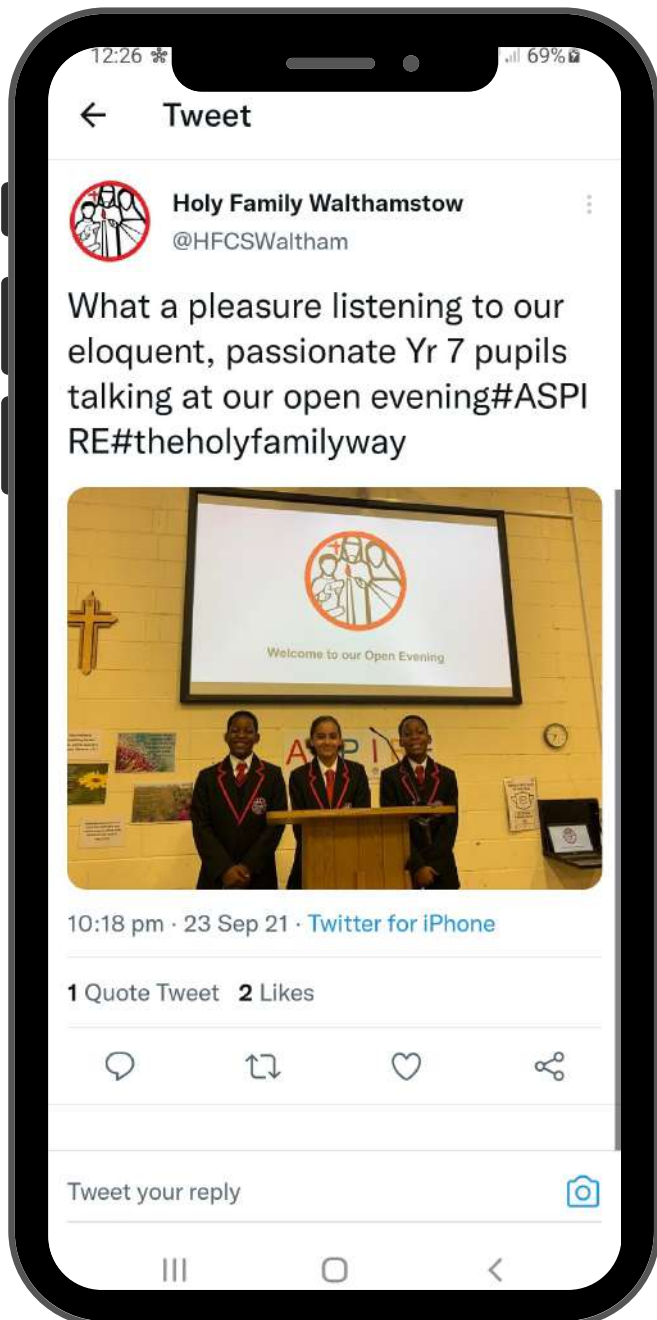 12:26 69%
Tweet
Holy Family Walthamstow
@HFCSWaltham
What a pleasure listening to our
eloquent, passionate Yr 7 pupils
talking at our open evening#ASPI
RE#theholyfamilyway
Welcome to our Open Evening
10:18 pm · 23 Sep 21 · Twitter for iPhone
1 Quote Tweet 2 Likes
Tweet your reply